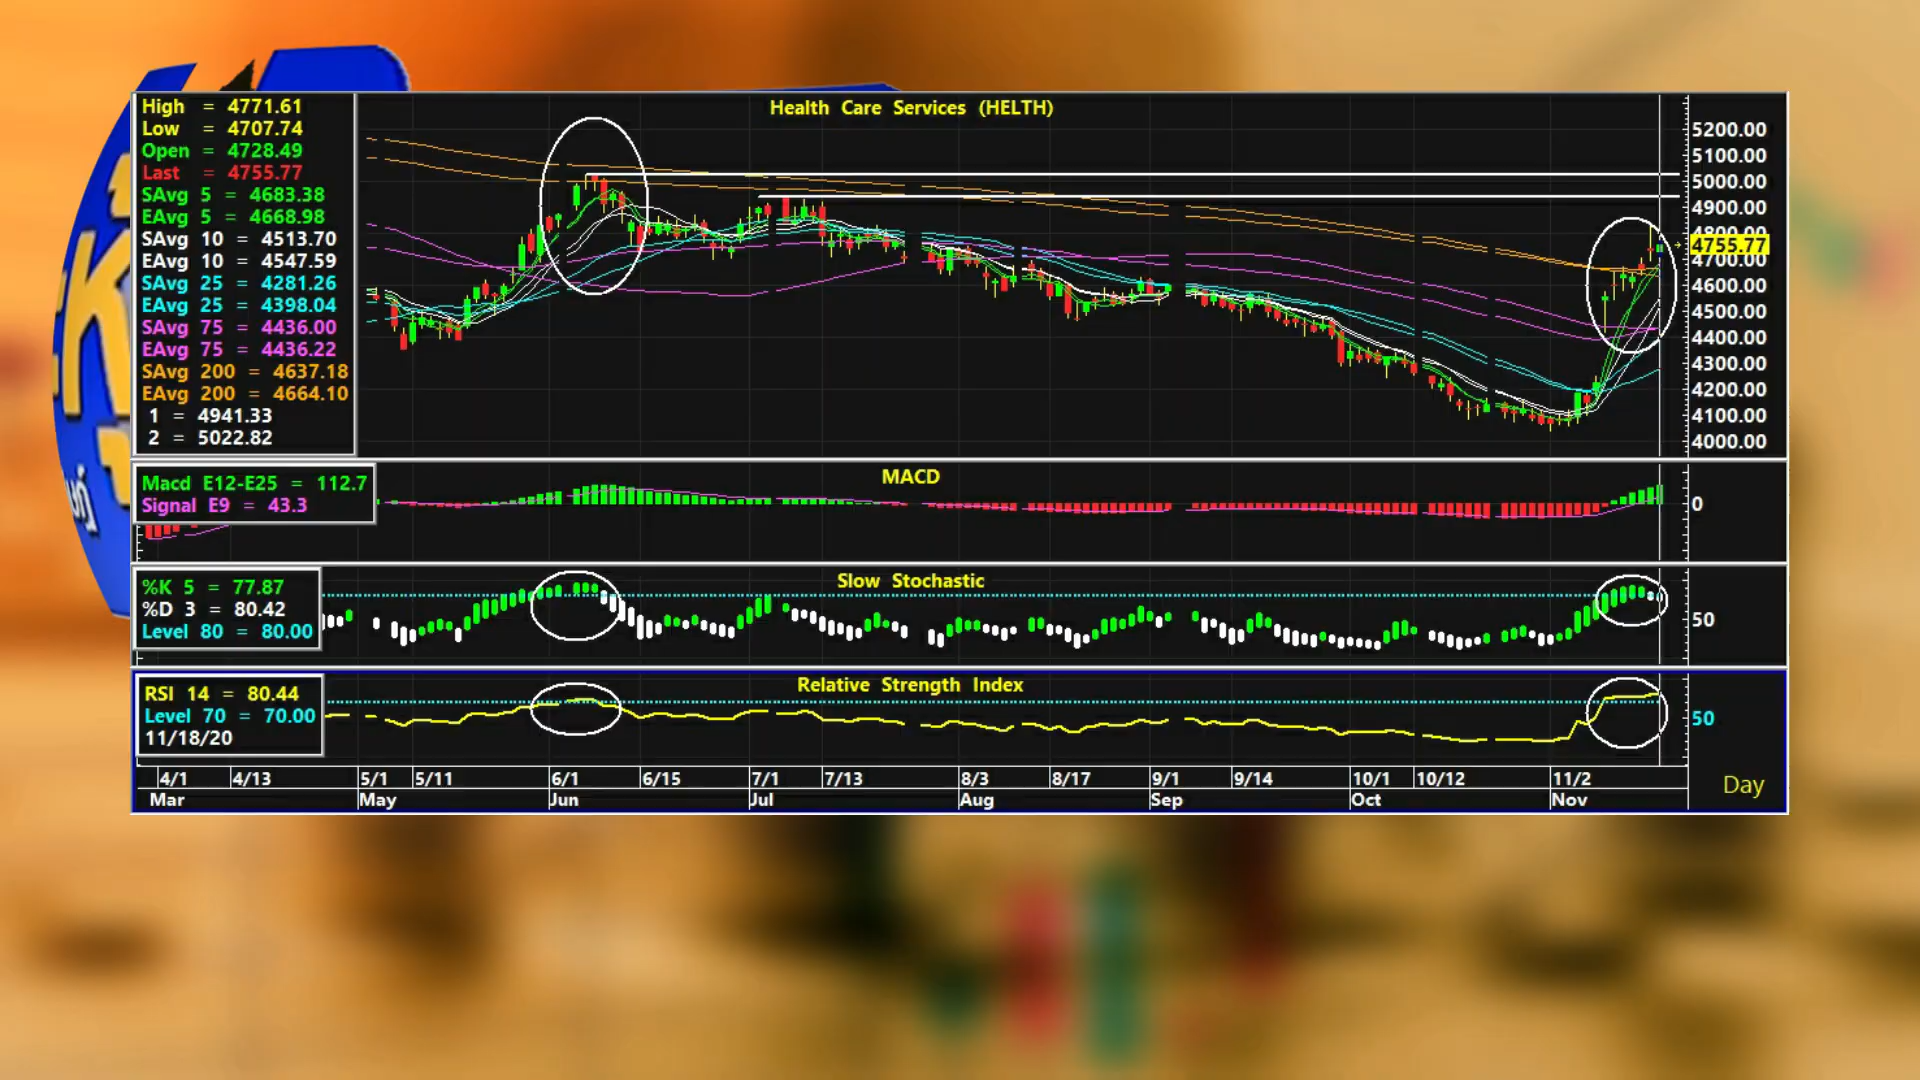 Health Care Services (HELTH)
High = 4771.61
Low = 4707.74
Open = 4728.49
Last = 4755.77
SAvg 5 = 4683.38
EAvg 5 = 4668.98
SAvg 10 = 4513.70
EAvg 10 = 4547.59
SAvg 25 = 4281.26
EAvg 25 = 4398.04
SAvg 75 = 4436.00
EAvg 75 = 4436.22
SAvg 200 = 4637.18
EAvg 200 = 4664.10
1 = 4941.33
2 = 5022.82
5200.00
5100.00
5000.00
4900.00
4800.00
4755.77
4700.00
4600.00
4500.00
4400.00
4300.00
4200.00
4100.00
4000.00
MACD
Macd E12-E25 = 112.7
Signal E9 = 43.3
0
Slow Stochastic
%K 5 = 77.87
%D 3 = 80.42
Level 80 = 80.00
50
Relative Strength Index
RSI 14 = 80.44
Level 70 = 70.00
11/18/20
50
4/1 4/13 5/1 5/11 6/1 6/15 7/1 7/13 8/3 8/17 9/1 9/14 10/1 10/12 11/2
Mar May Jun Jul Aug Sep Oct Nov
Day